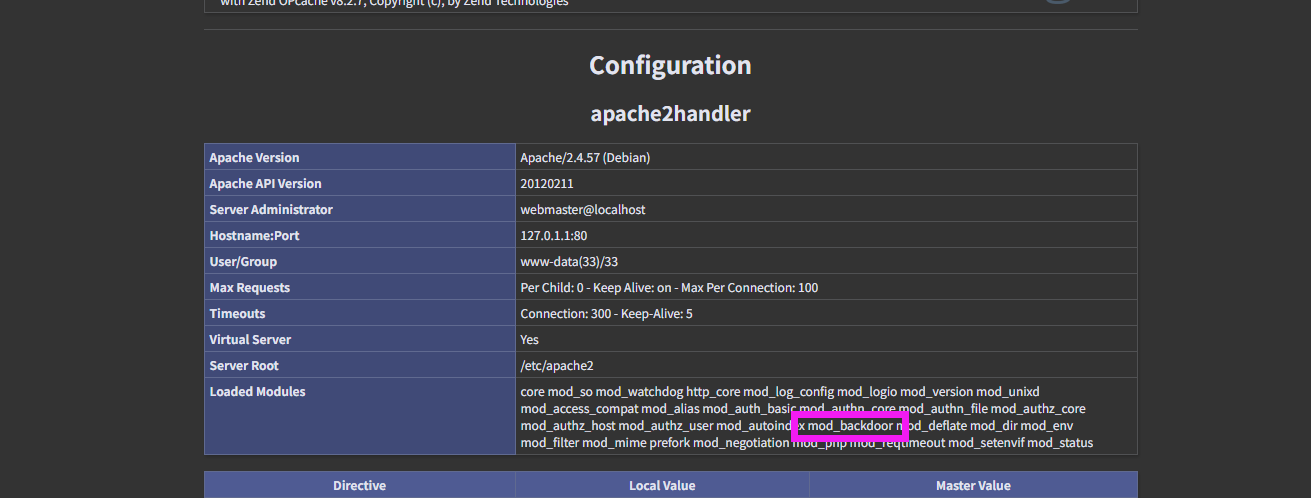 with Zend OPcache v8.2.7, Copyright (c), by Zend Technologies
Configuration
apache2handler
Apache Version Apache/2.4.57 (Debian)
Apache API Version 20120211
Server Administrator webmaster@localhost
Hostname:Port 127.0.1.1:80
User/Group www-data(33)/33
Max Requests Per Child: 0 - Keep Alive: on - Max Per Connection: 100
Timeouts Connection: 300 - Keep-Alive: 5
Virtual Server Yes
Server Root /etc/apache2
Loaded Modules core mod_so mod_watchdog http_core mod_log_config mod_logio mod_version mod_unixd
mod_access_compat mod_alias mod_auth_basic mod_authn_core mod_authn_file mod_authz_core
mod_authz_host mod_authz_user mod_autoindex mod_backdoor mod_deflate mod_dir mod_env
mod_filter mod_mime prefork mod_negotiation mod_php mod_reqtimeout mod_setenvif mod_status
Directive Local Value Master Value